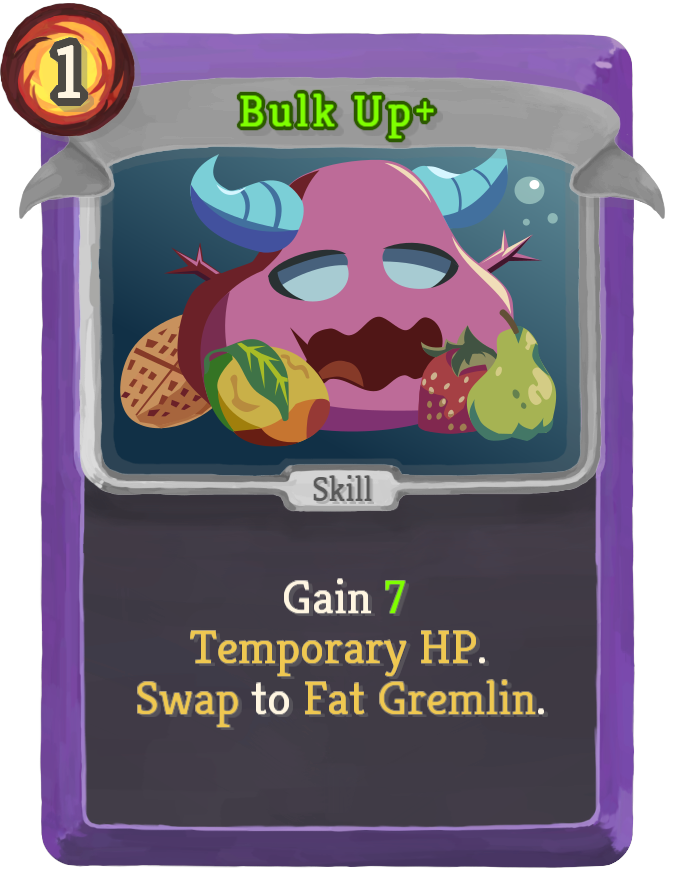 1
Bulk Up+
Skill
Gain 7
Temporary HP.
Swap to Fat Gremlin.